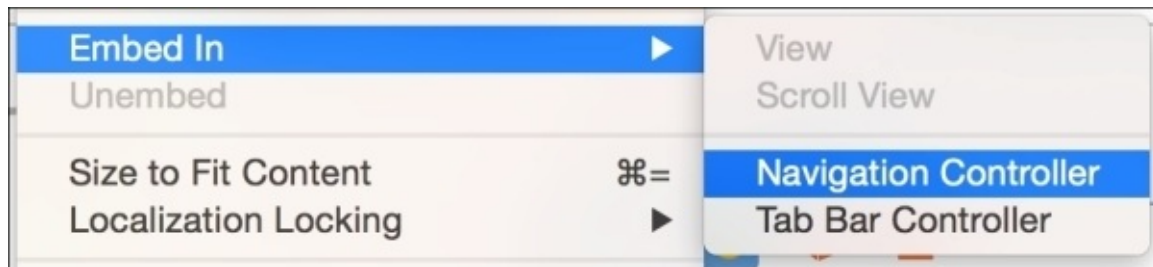 Embed In ▶
Unembed
Size to Fit Content ⌘=
Localization Locking ▶
View
Scroll View
Navigation Controller
Tab Bar Controller